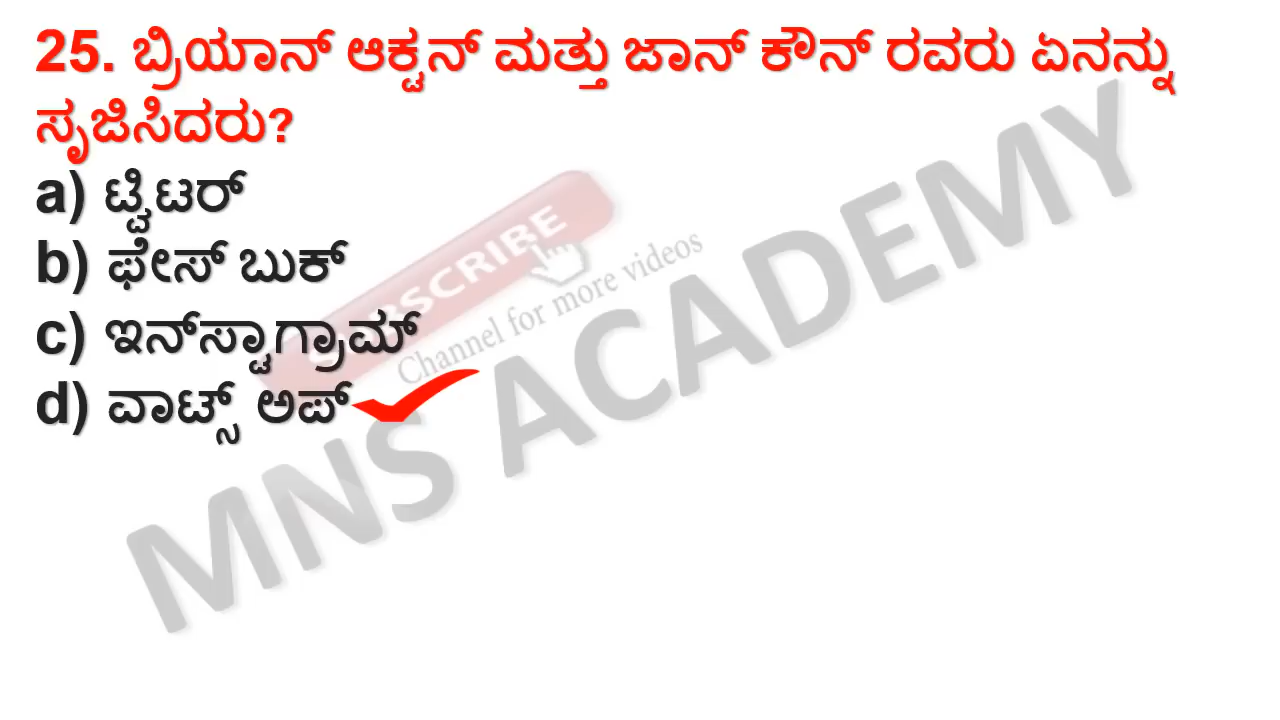 25. ಬ್ರಿಯಾನ್ ಆಕ್ಟನ್ ಮತ್ತು ಜಾನ್ ಕೌನ್ ರವರು ಏನನ್ನು
ಸೃಜಿಸಿದರು?
a) ಟ್ವಿಟರ್
b) ಫೇಸ್ ಬುಕ್
c) ಇನ್‌ಸ್ಟಾಗ್ರಾಮ್
d) ವಾಟ್ಸ್ ಅಪ್
SUBSCRIBE
Channel for more videos
MNS ACADEMY